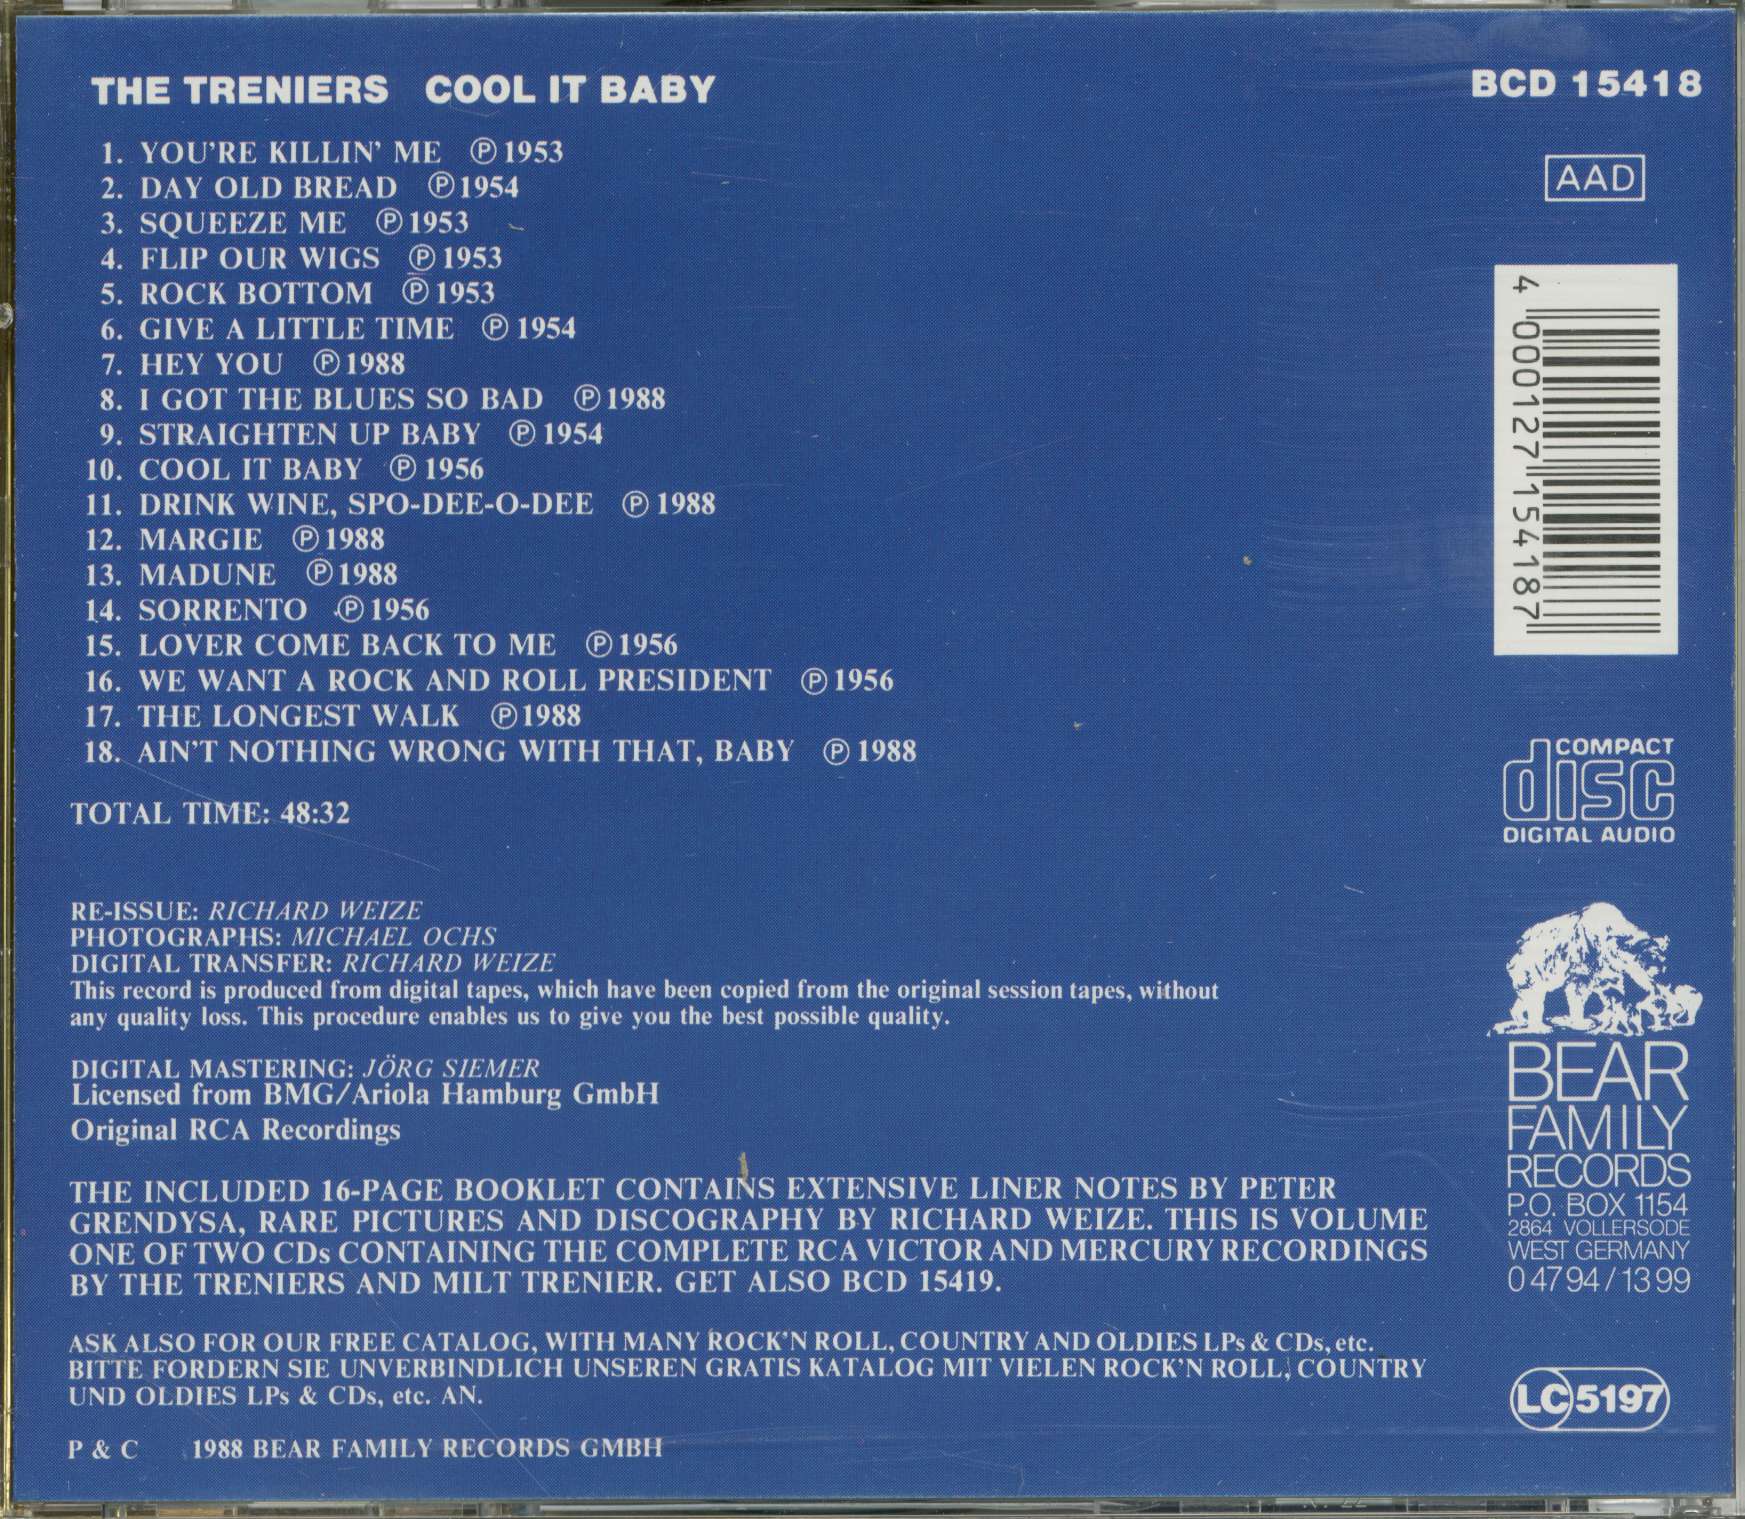 THE TRENIERS COOL IT BABY
BCD 15418
1. YOU'RE KILLIN' ME Ⓟ 1953
2. DAY OLD BREAD Ⓟ 1954
3. SQUEEZE ME Ⓟ 1953
4. FLIP OUR WIGS Ⓟ 1953
5. ROCK BOTTOM Ⓟ 1953
6. GIVE A LITTLE TIME Ⓟ 1954
7. HEY YOU Ⓟ 1988
8. I GOT THE BLUES SO BAD Ⓟ 1988
9. STRAIGHTEN UP BABY Ⓟ 1954
10. COOL IT BABY Ⓟ 1956
11. DRINK WINE, SPO-DEE-O-DEE Ⓟ 1988
12. MARGIE Ⓟ 1988
13. MADUNE Ⓟ 1988
14. SORRENTO Ⓟ 1956
15. LOVER COME BACK TO ME Ⓟ 1956
16. WE WANT A ROCK AND ROLL PRESIDENT Ⓟ 1956
17. THE LONGEST WALK Ⓟ 1988
18. AIN'T NOTHING WRONG WITH THAT, BABY Ⓟ 1988
TOTAL TIME: 48:32
RE-ISSUE: RICHARD WEIZE
PHOTOGRAPHS: MICHAEL OCHS
DIGITAL TRANSFER: RICHARD WEIZE
This record is produced from digital tapes, which have been copied from the original session tapes, without
any quality loss. This procedure enables us to give you the best possible quality.
DIGITAL MASTERING: JÖRG SIEMER
Licensed from BMG/Ariola Hamburg GmbH
Original RCA Recordings
THE INCLUDED 16-PAGE BOOKLET CONTAINS EXTENSIVE LINER NOTES BY PETER
GRENDYSA, RARE PICTURES AND DISCOGRAPHY BY RICHARD WEIZE. THIS IS VOLUME
ONE OF TWO CDs CONTAINING THE COMPLETE RCA VICTOR AND MERCURY RECORDINGS
BY THE TRENIERS AND MILT TRENIER. GET ALSO BCD 15419.
ASK ALSO FOR OUR FREE CATALOG, WITH MANY ROCK'N ROLL, COUNTRY AND OLDIES LPs & CDs, etc.
BITTE FORDERN SIE UNVERBINDLICH UNSEREN GRATIS KATALOG MIT VIELEN ROCK'N ROLL, COUNTRY
UND OLDIES LPs & CDs, etc. AN.
P & C 1988 BEAR FAMILY RECORDS GMBH
AAD
4 000127 154187
COMPACT
disc
DIGITAL AUDIO
BEAR
FAMILY
RECORDS
P.O. BOX 1154
2864 VOLLERSODE
WEST GERMANY
0 47 94 / 13 99
LC 5197